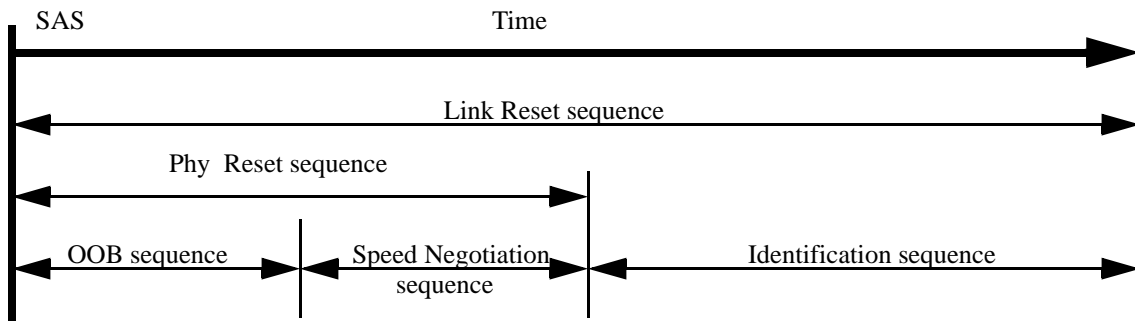 SAS Time
Link Reset sequence
Phy Reset sequence
OOB sequence Speed Negotiation Identification sequence
sequence